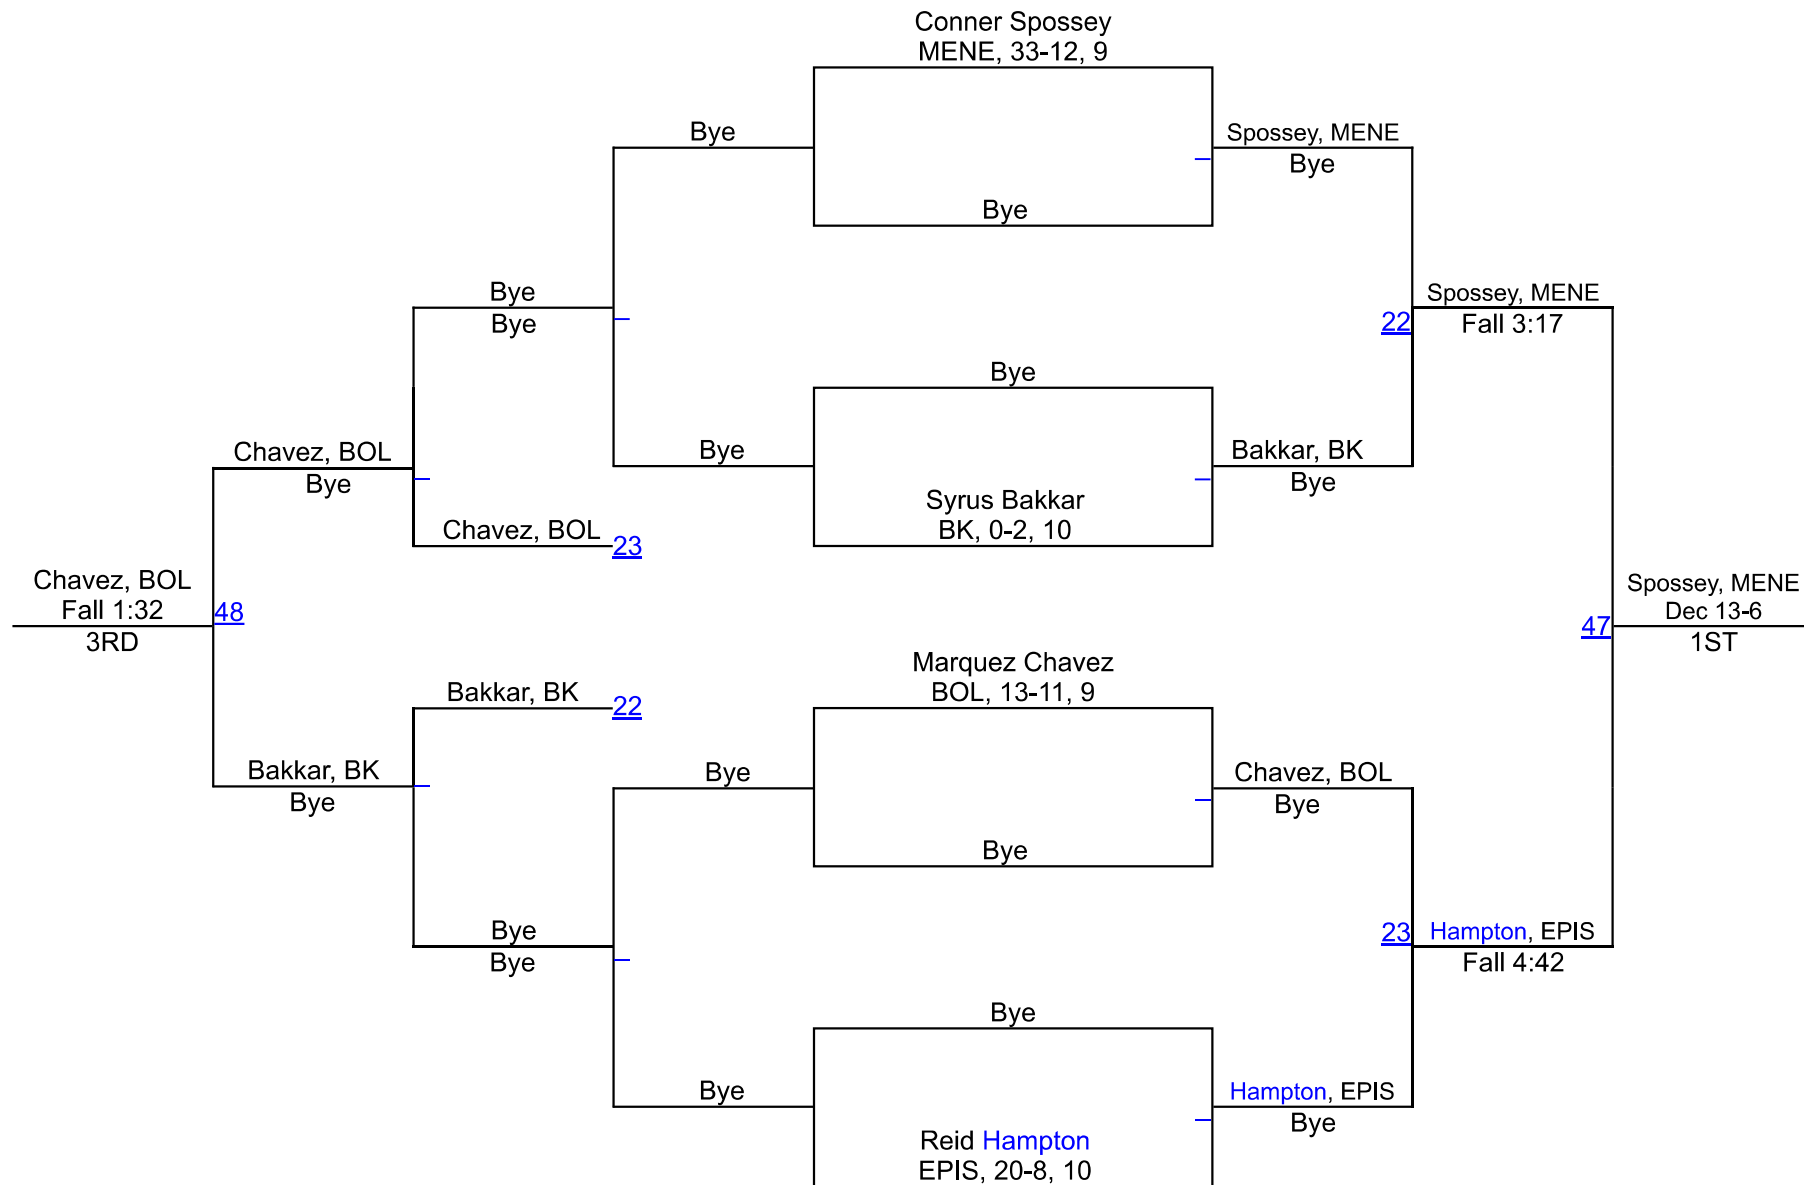 Conner Spossey
MENE, 33-12, 9
Bye
Spossey, MENE
Bye
Bye
Bye
Bye
Spossey, MENE
22
Fall 3:17
Bye
Chavez, BOL
Bye
Bye
Bakkar, BK
Bye
Syrus Bakkar
BK, 0-2, 10
Chavez, BOL
23
Chavez, BOL
Fall 1:32
48
3RD
Spossey, MENE
Dec 13-6
47
1ST
Marquez Chavez
BOL, 13-11, 9
Bakkar, BK
22
Bakkar, BK
Bye
Bye
Chavez, BOL
Bye
Bye
Bye
Bye
23
Hampton, EPIS
Fall 4:42
Bye
Bye
Hampton, EPIS
Bye
Reid Hampton
EPIS, 20-8, 10